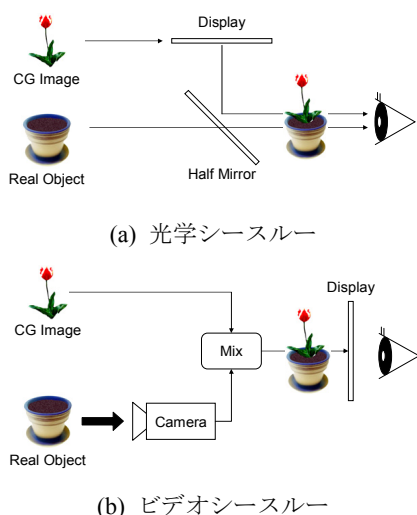 Display
CG Image
Real Object
Half Mirror
(a) 光学シースルー
Display
CG Image
Mix
Camera
Real Object
(b) ビデオシースルー